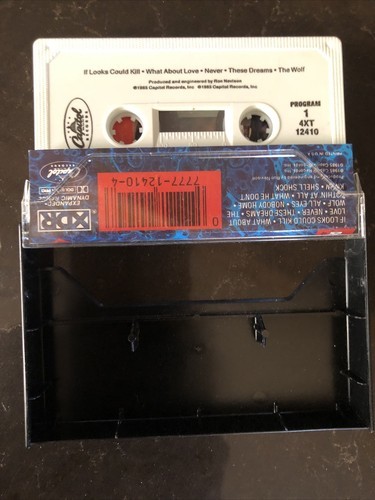 If Looks Could Kill • What About Love • Never • These Dreams • The Wolf
Produced and engineered by Ron Nevison
℗1985 Capitol Records, Inc. ©1985 Capitol Records, Inc.
Capitol
RECORDS
PROGRAM
1
4XT
12410
XDR
EXPANDED
DYNAMIC RANGE
Capitol
7777-12410-4
0
IF LOOKS COULD KILL • WHAT ABOUT
LOVE • NEVER • THESE DREAMS • THE
WOLF • ALL EYES • NOBODY HOME
NOTHIN' AT ALL • WHAT HE DON'T
KNOW • SHELL SHOCK